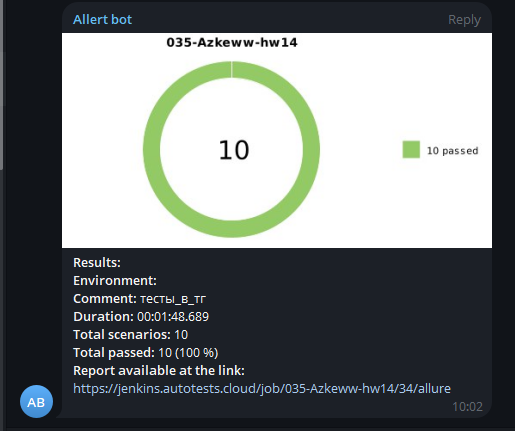 Allert bot
Reply
035-Azkeww-hw14
10
10 passed
Results:
Environment:
Comment: тесты_в_тг
Duration: 00:01:48.689
Total scenarios: 10
Total passed: 10 (100 %)
Report available at the link:
https://jenkins.autotests.cloud/job/035-Azkeww-hw14/34/allure
AB
10:02